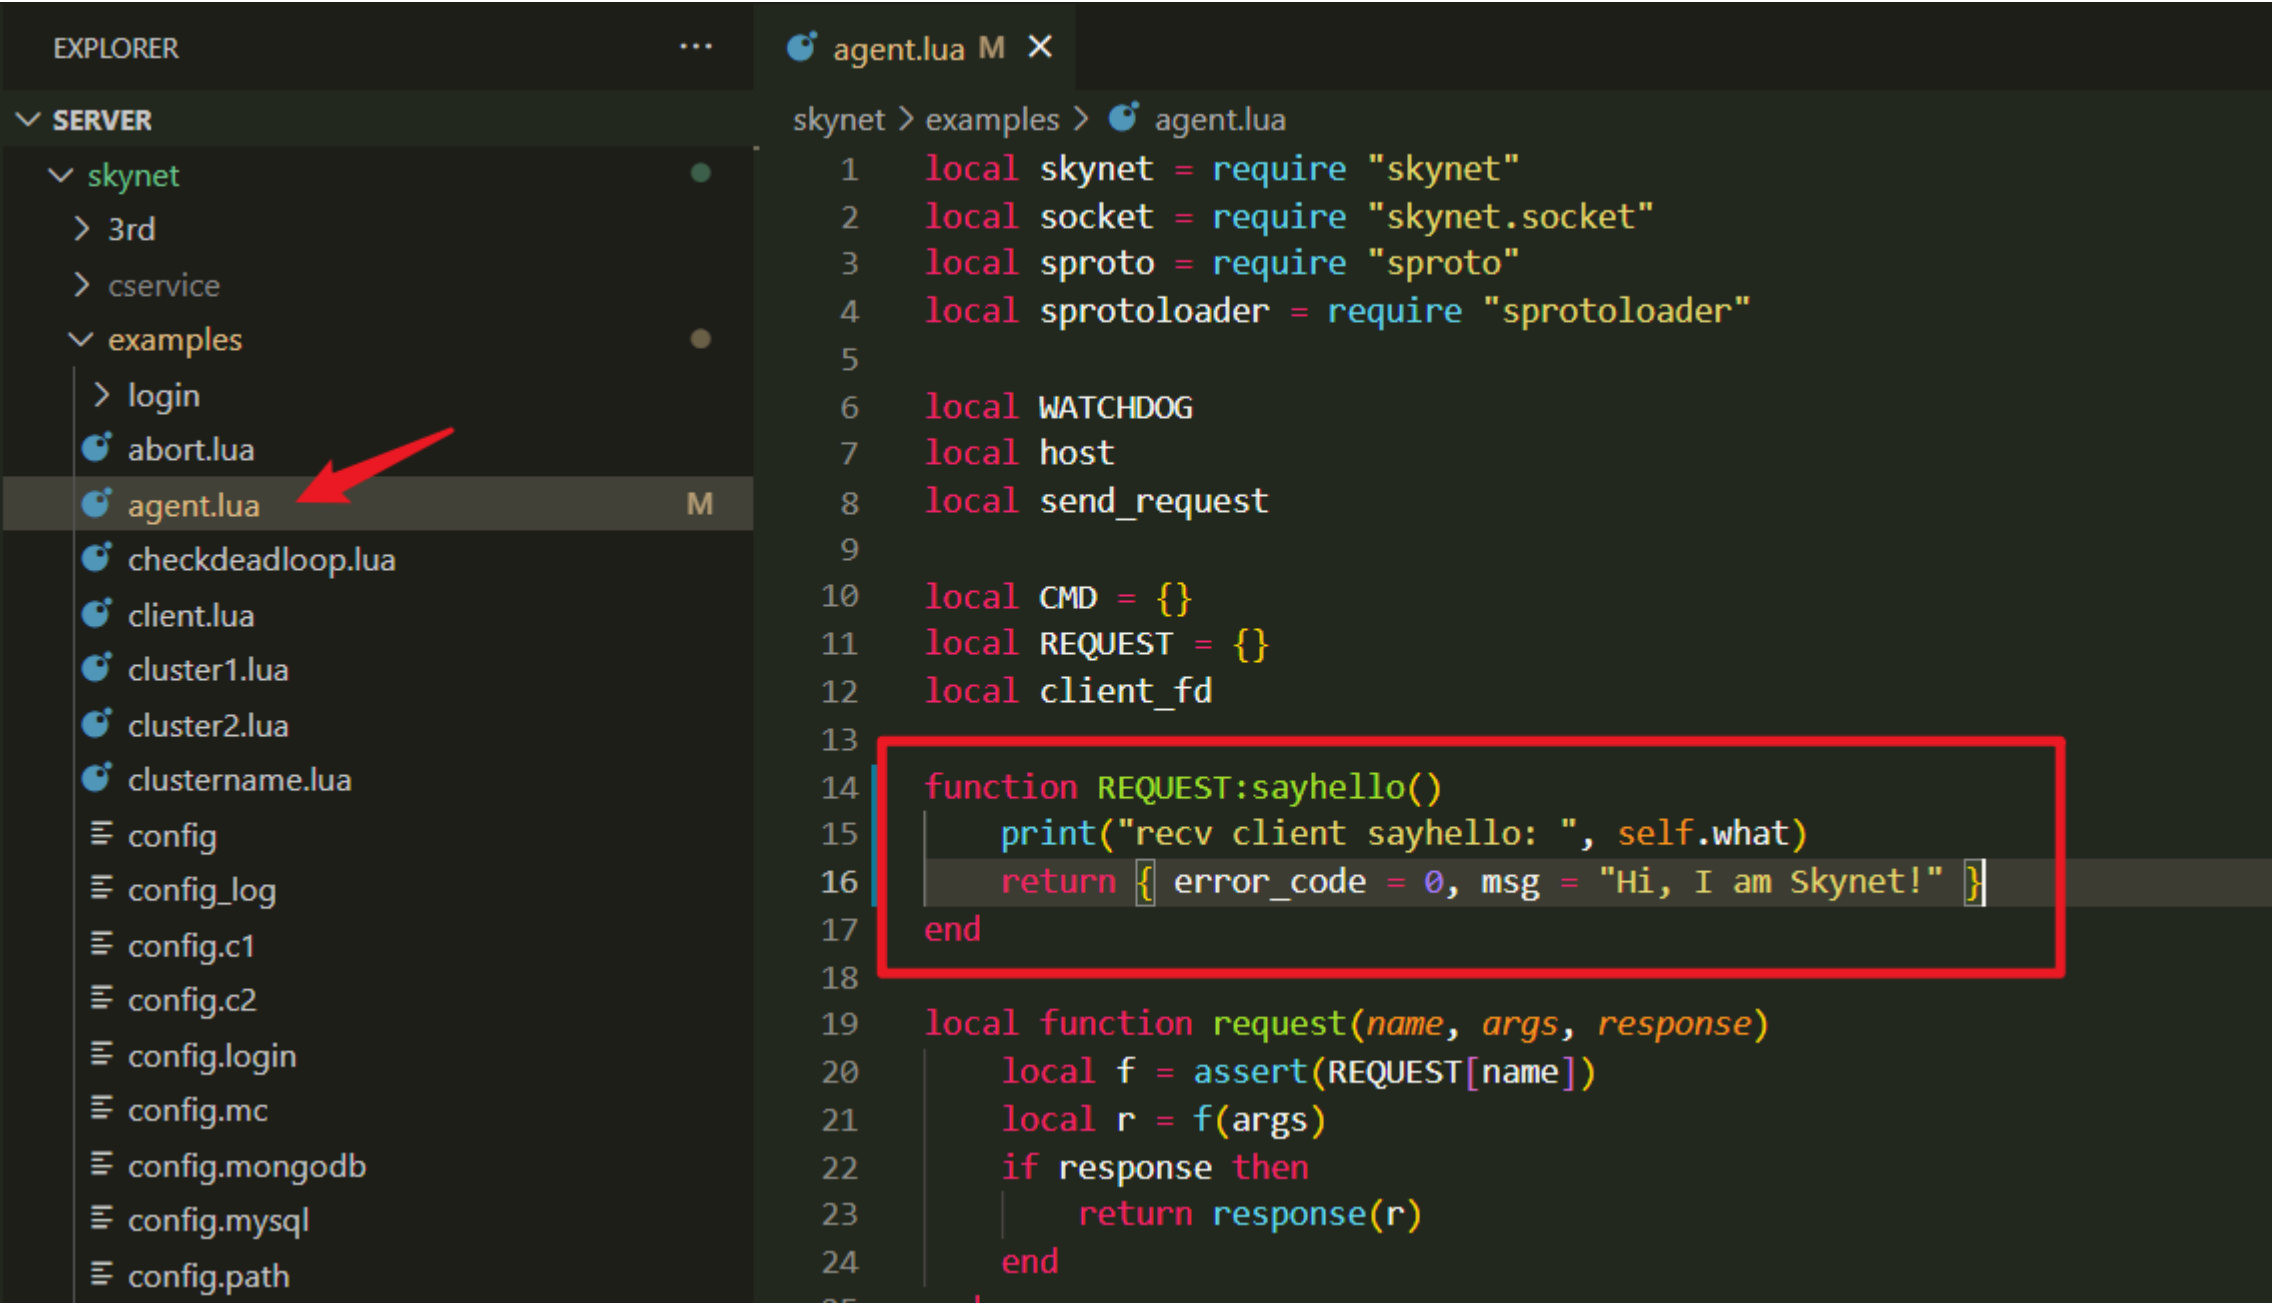 EXPLORER
SERVER
skynet
3rd
cservice
examples
login
abort.lua
agent.lua M
checkdeadloop.lua
client.lua
cluster1.lua
cluster2.lua
clustername.lua
config
config_log
config.c1
config.c2
config.login
config.mc
config.mongodb
config.mysql
config.path
agent.lua M
skynet > examples > agent.lua
1 local skynet = require "skynet"
2 local socket = require "skynet.socket"
3 local sproto = require "sproto"
4 local sprotoloader = require "sprotoloader"
5
6 local WATCHDOG
7 local host
8 local send_request
9
10 local CMD = {}
11 local REQUEST = {}
12 local client_fd
13
14 function REQUEST:sayhello()
15 print("recv client sayhello: ", self.what)
16 return { error_code = 0, msg = "Hi, I am Skynet!" }
17 end
18
19 local function request(name, args, response)
20 local f = assert(REQUEST[name])
21 local r = f(args)
22 if response then
23 return response(r)
24 end